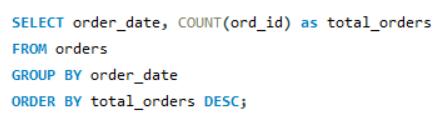 SELECT order_date, COUNT(ord_id) as total_orders
FROM orders
GROUP BY order_date
ORDER BY total_orders DESC;